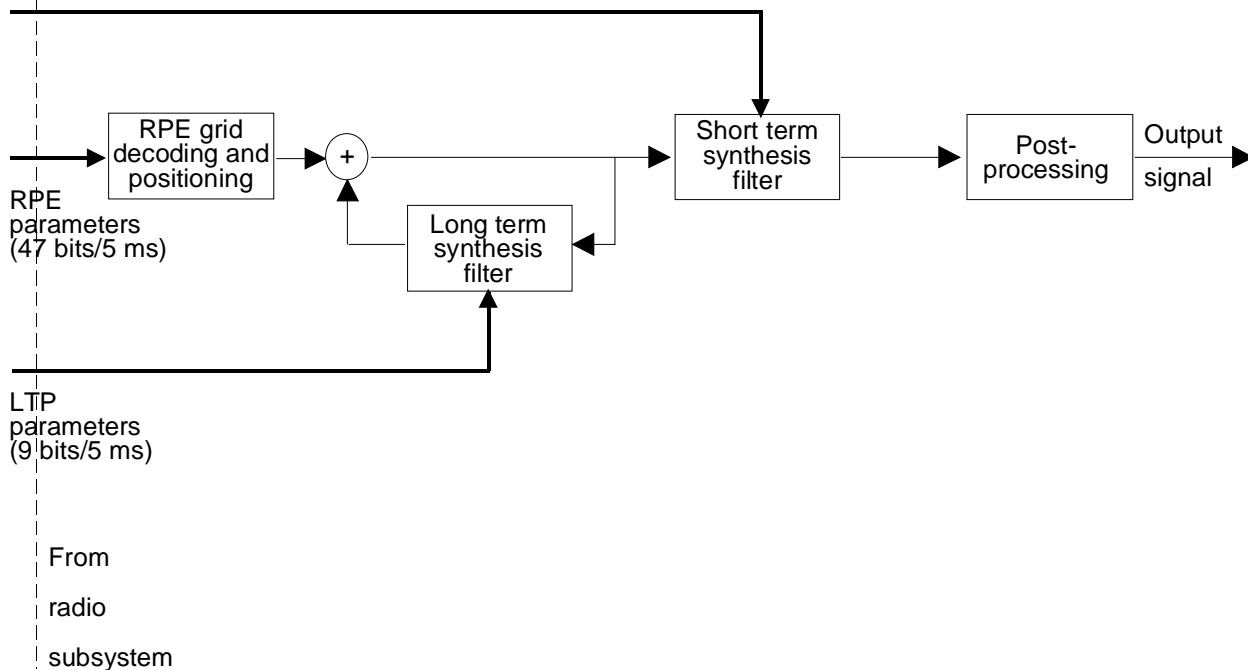 RPE grid
decoding and
positioning
+
Short term
synthesis
filter
Post-
processing
Output
signal
RPE
parameters
(47 bits/5 ms)
Long term
synthesis
filter
LTP
parameters
(9 bits/5 ms)
From
radio
subsystem